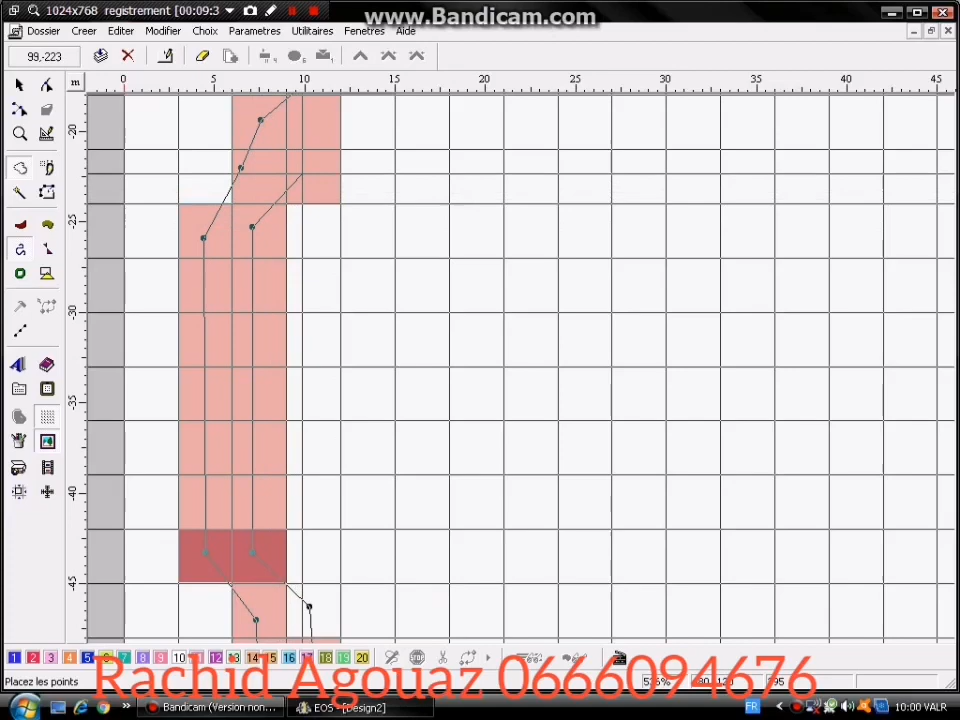 1024x768 registrement [00:09:3
www.Bandicam.com
Dossier Creer Editer Modifier Choix Parametres Utilitaires Fenetres Aide
99,-223
m 0 5 10 15 20 25 30 35 40 45
-20
-25
-30
-35
-40
-45
1 2 3 4 5 6 7 8 9 10 11 12 13 14 15 16 17 18 19 20
Rachid Agouaz 0666094676
Placez les points
Bandicam (Version non... EOS - [Design2] FR 10:00 VALR